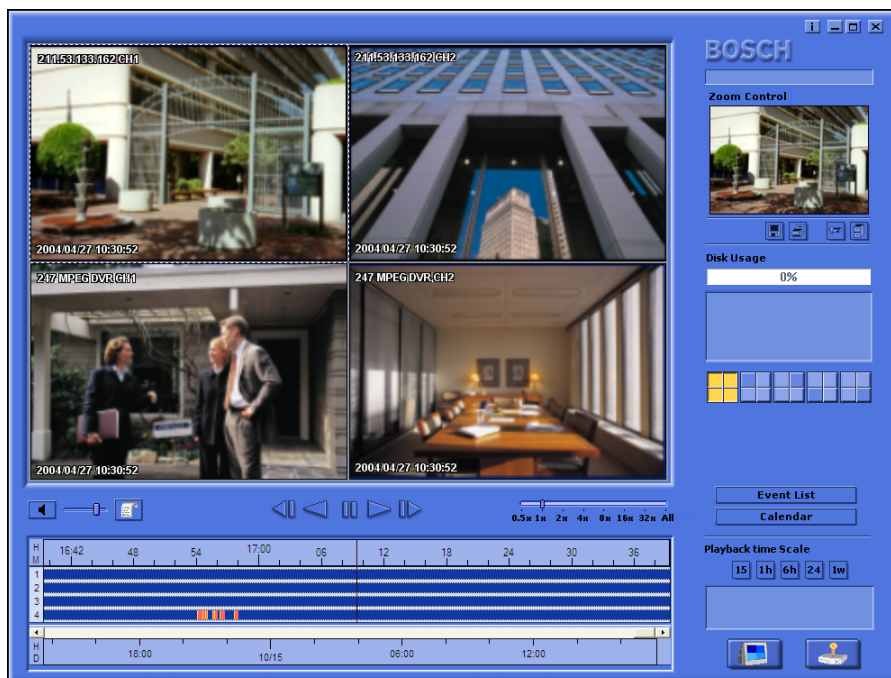 i
BOSCH
211.53.133.162 CH1
211.53.133.162 CH2
Zoom Control
2004/04/27 10:30:52
2004/04/27 10:30:52
Disk Usage
0%
247 MPEG DVR,CH1
247 MPEG DVR,CH2
2004/04/27 10:30:52
2004/04/27 10:30:52
Event List
Calendar
0.5x 1x 2x 4x 8x 16x 32x All
Playback time Scale
15 1h 6h 24 1w
H
M
16:42 48 54 17:00 06 12 18 24 30 36
1
2
3
4
H
D
18:00 10/15 06:00 12:00